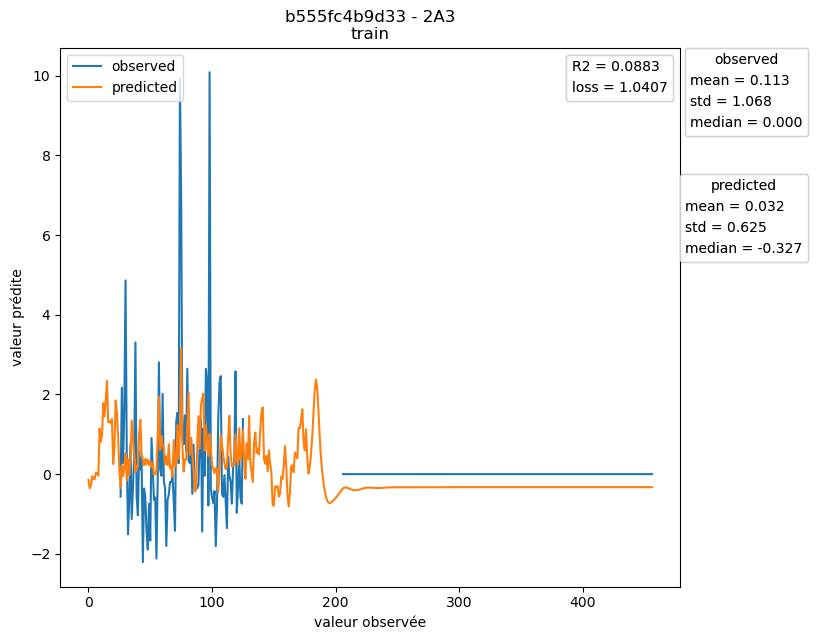 b555fc4b9d33 - 2A3
train
observed
predicted
R2 = 0.0883
loss = 1.0407
observed
mean = 0.113
std = 1.068
median = 0.000
predicted
mean = 0.032
std = 0.625
median = -0.327
valeur prédite
10
8
6
4
2
0
−2
0
100
200
300
400
valeur observée